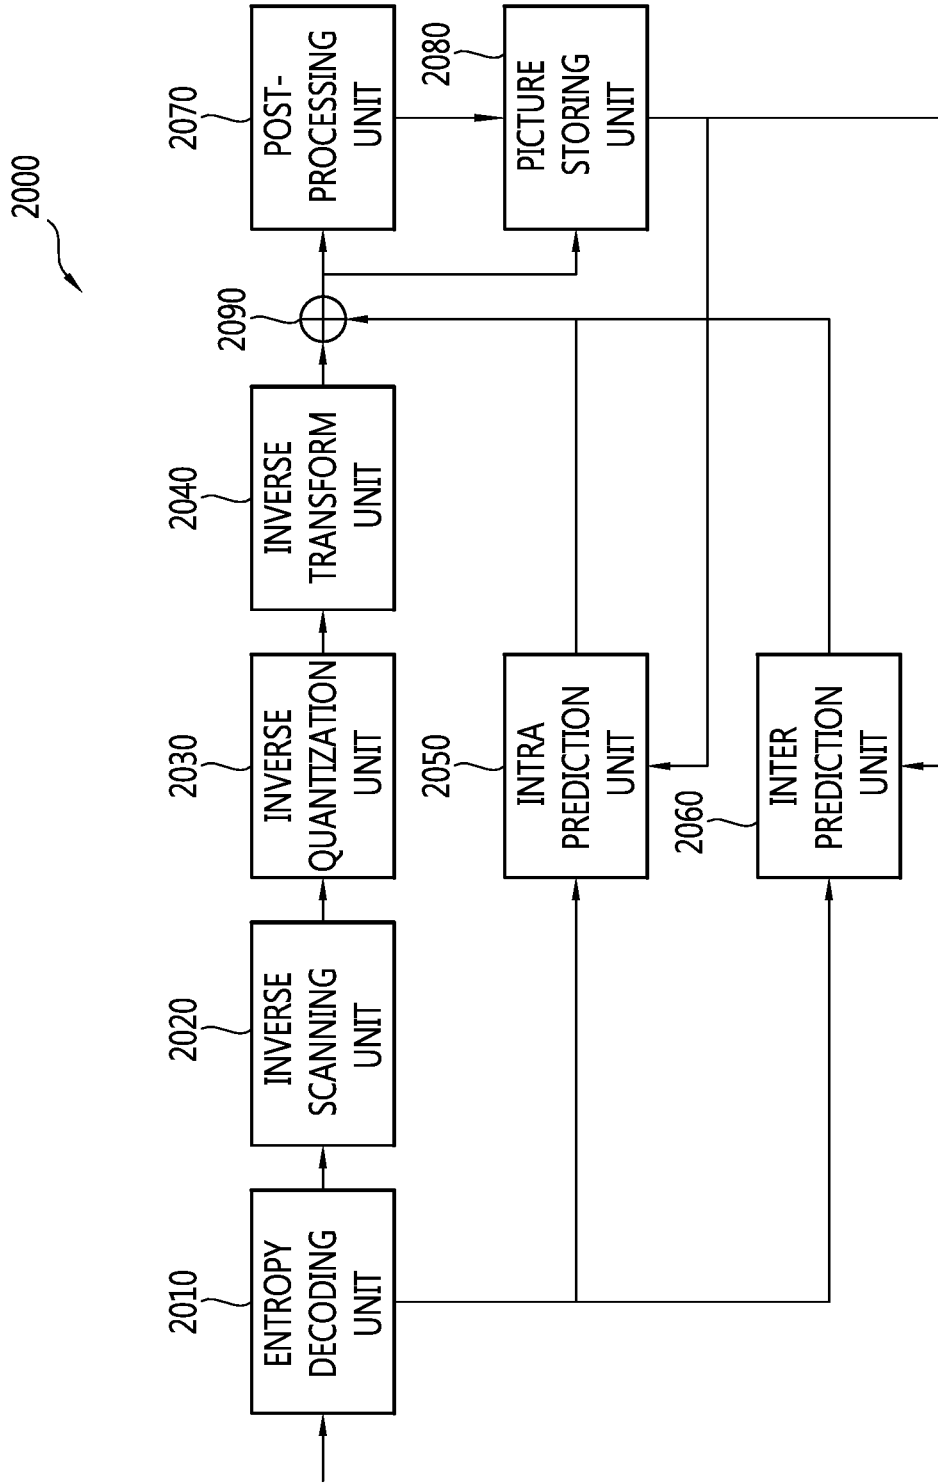 2000
2010
ENTROPY
DECODING
UNIT
2020
INVERSE
SCANNING
UNIT
2030
INVERSE
QUANTIZATION
UNIT
2040
INVERSE
TRANSFORM
UNIT
2090
2070
POST-
PROCESSING
UNIT
2050
INTRA
PREDICTION
UNIT
2080
PICTURE
STORING
UNIT
2060
INTER
PREDICTION
UNIT